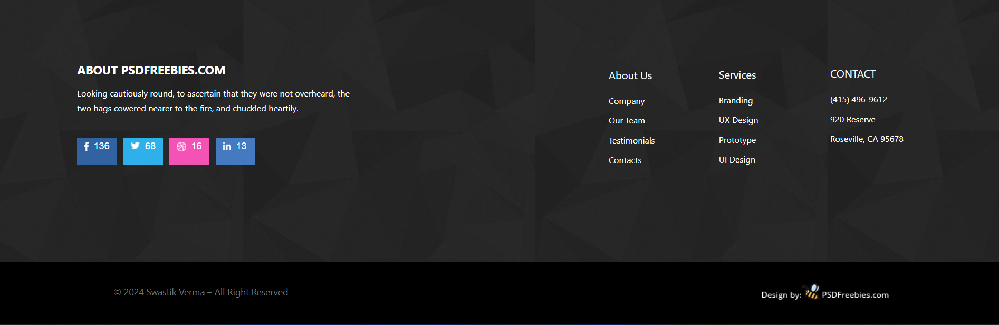 ABOUT PSDFREEBIES.COM
Looking cautiously round, to ascertain that they were not overheard, the
two hags cowered nearer to the fire, and chuckled heartily.
f 136
68
16
in 13
About Us
Company
Our Team
Testimonials
Contacts
Services
Branding
UX Design
Prototype
UI Design
CONTACT
(415) 496-9612
920 Reserve
Roseville, CA 95678
© 2024 Swastik Verma – All Right Reserved
Design by: PSDFreebies.com